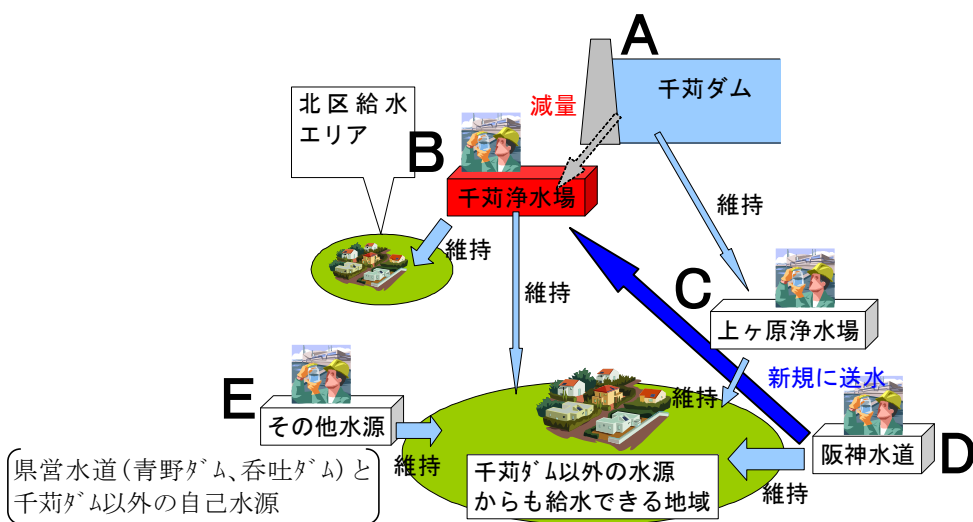 A
千苅ダム
減量
北区給水
エリア
B
千苅浄水場
維持
維持
維持
C
上ヶ原浄水場
新規に送水
維持
E
その他水源
維持
県営水道(青野ﾀﾞﾑ、呑吐ﾀﾞﾑ)と
千苅ﾀﾞﾑ以外の自己水源
千苅ﾀﾞﾑ以外の水源
からも給水できる地域
阪神水道
D
維持